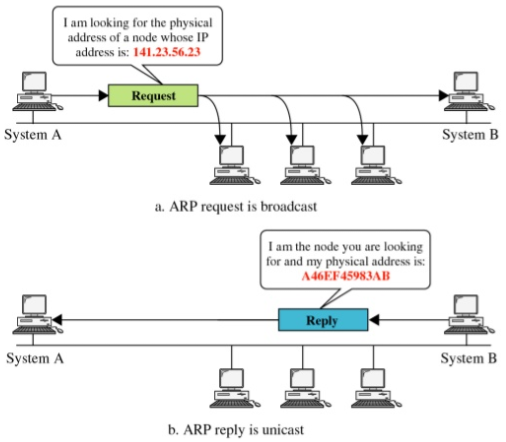 I am looking for the physical
address of a node whose IP
address is: 141.23.56.23
Request
System A
System B
a. ARP request is broadcast
I am the node you are looking
for and my physical address is:
A46EF45983AB
Reply
System A
System B
b. ARP reply is unicast